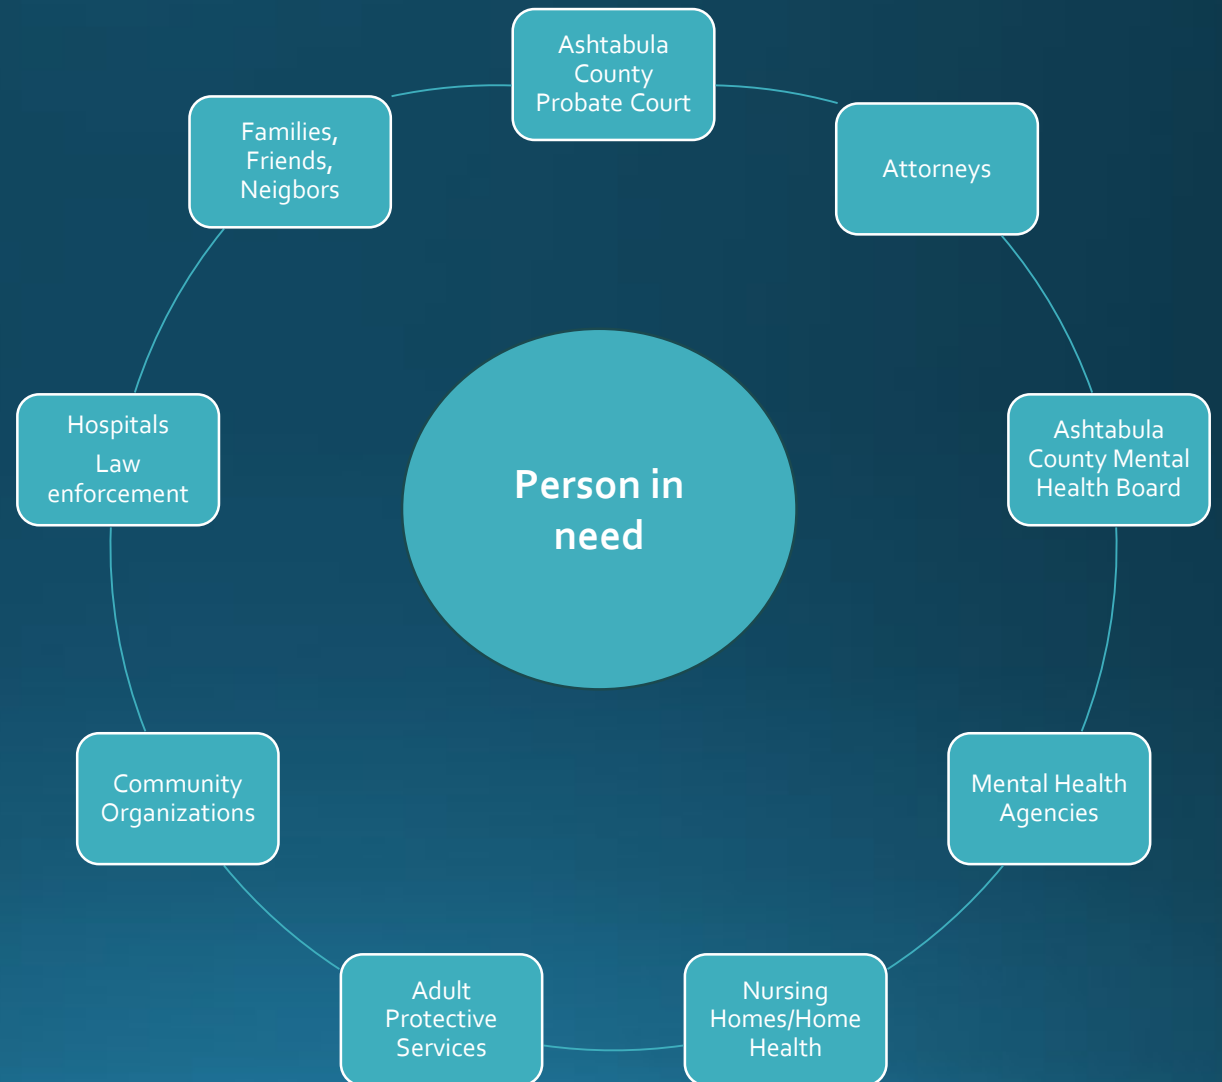 Ashtabula
County
Probate Court
Attorneys
Ashtabula
County Mental
Health Board
Mental Health
Agencies
Nursing
Homes/Home
Health
Adult
Protective
Services
Community
Organizations
Hospitals
Law
enforcement
Families,
Friends,
Neigbors
Person in
need